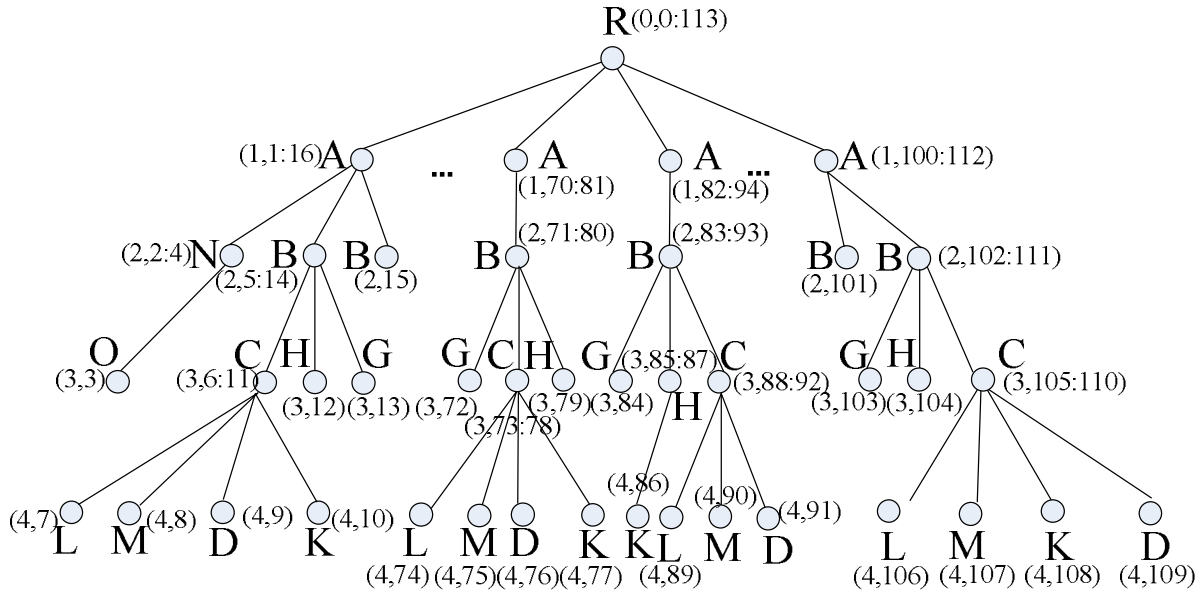 R(0,0:113)
(1,1:16)A ... A A ... A(1,100:112)
(1,70:81) (1,82:94)
(2,2:4)N B B B (2,71:80) B (2,83:93) B B (2,102:111)
(2,5:14) (2,15) (2,101)
O C H G G C H G (3,85:87) C G H C
(3,3) (3,6:11) (3,88:92) (3,105:110)
(3,12) (3,13) (3,72) (3,79) (3,84) H (3,103) (3,104)
(3,73:78)
(4,86) (4,90)
(4,7) (4,8) (4,9) (4,10) (4,91)
L M D K L M D K K L M D L M K D
(4,74) (4,75) (4,76) (4,77) (4,89) (4,106) (4,107) (4,108) (4,109)